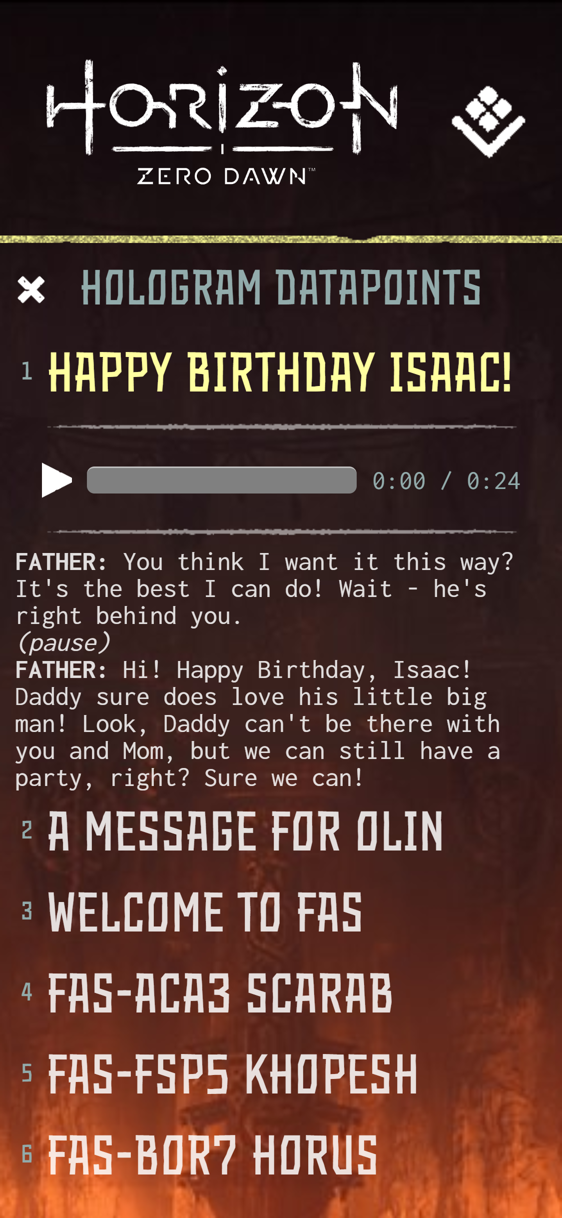 HORIZON
ZERO DAWN™
HOLOGRAM DATAPOINTS
1 HAPPY BIRTHDAY ISAAC!
0:00 / 0:24
FATHER: You think I want it this way?
It's the best I can do! Wait - he's
right behind you.
(pause)
FATHER: Hi! Happy Birthday, Isaac!
Daddy sure does love his little big
man! Look, Daddy can't be there with
you and Mom, but we can still have a
party, right? Sure we can!
2 A MESSAGE FOR OLIN
3 WELCOME TO FAS
4 FAS-ACA3 SCARAB
5 FAS-FSP5 KHOPESH
6 FAS-BOR7 HORUS